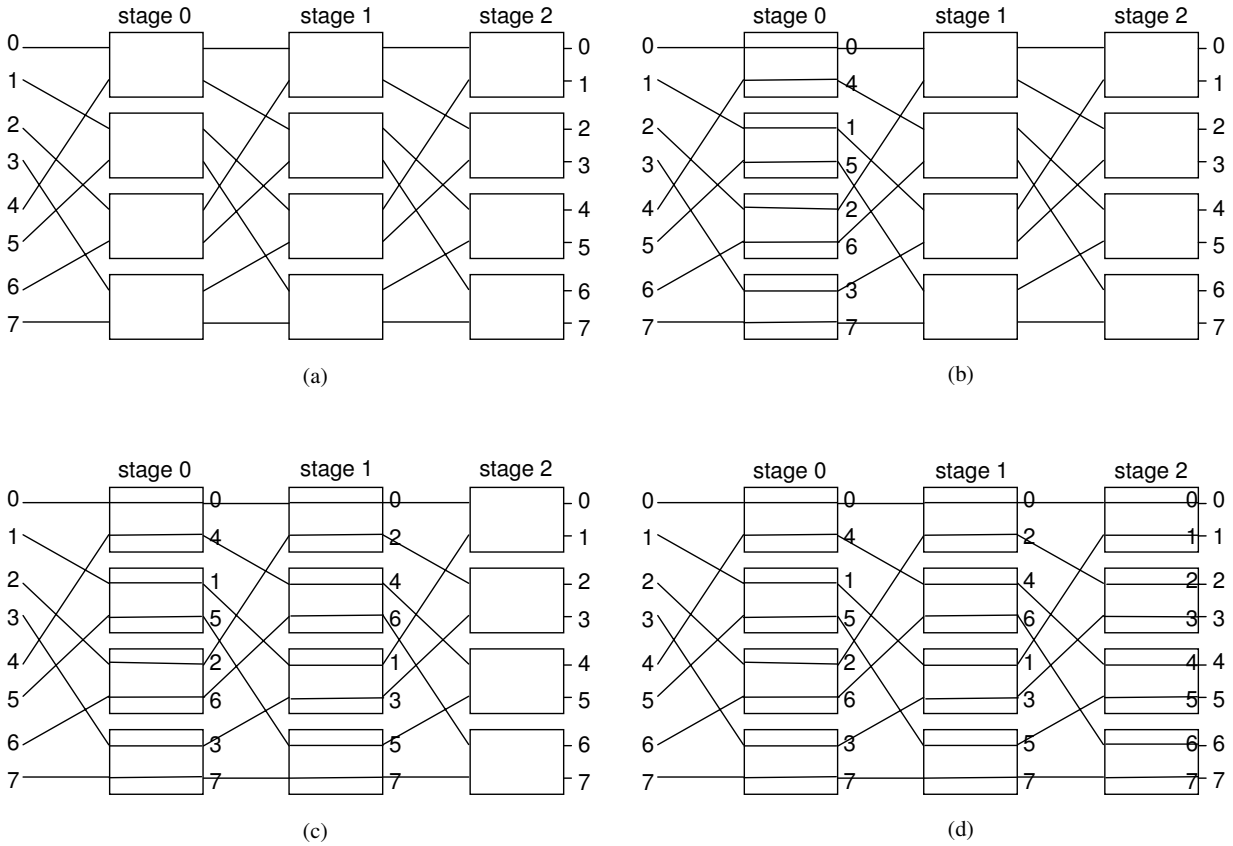 stage 0 stage 1 stage 2
0 0
1 1
2 2
3 3
4 4
5 5
6 6
7 7
(a)
stage 0 stage 1 stage 2
0 0 0
1 4 1
2 1 2
3 5 3
4 2 4
5 6 5
6 3 6
7 7 7
(b)
stage 0 stage 1 stage 2
0 0 0 0
1 4 2 1
2 1 4 2
3 5 6 3
4 2 1 4
5 6 3 5
6 3 5 6
7 7 7 7
(c)
stage 0 stage 1 stage 2
0 0 0 0 0
1 4 2 1 1
2 1 4 2 2
3 5 6 3 3
4 2 1 4 4
5 6 3 5 5
6 3 5 6 6
7 7 7 7 7
(d)